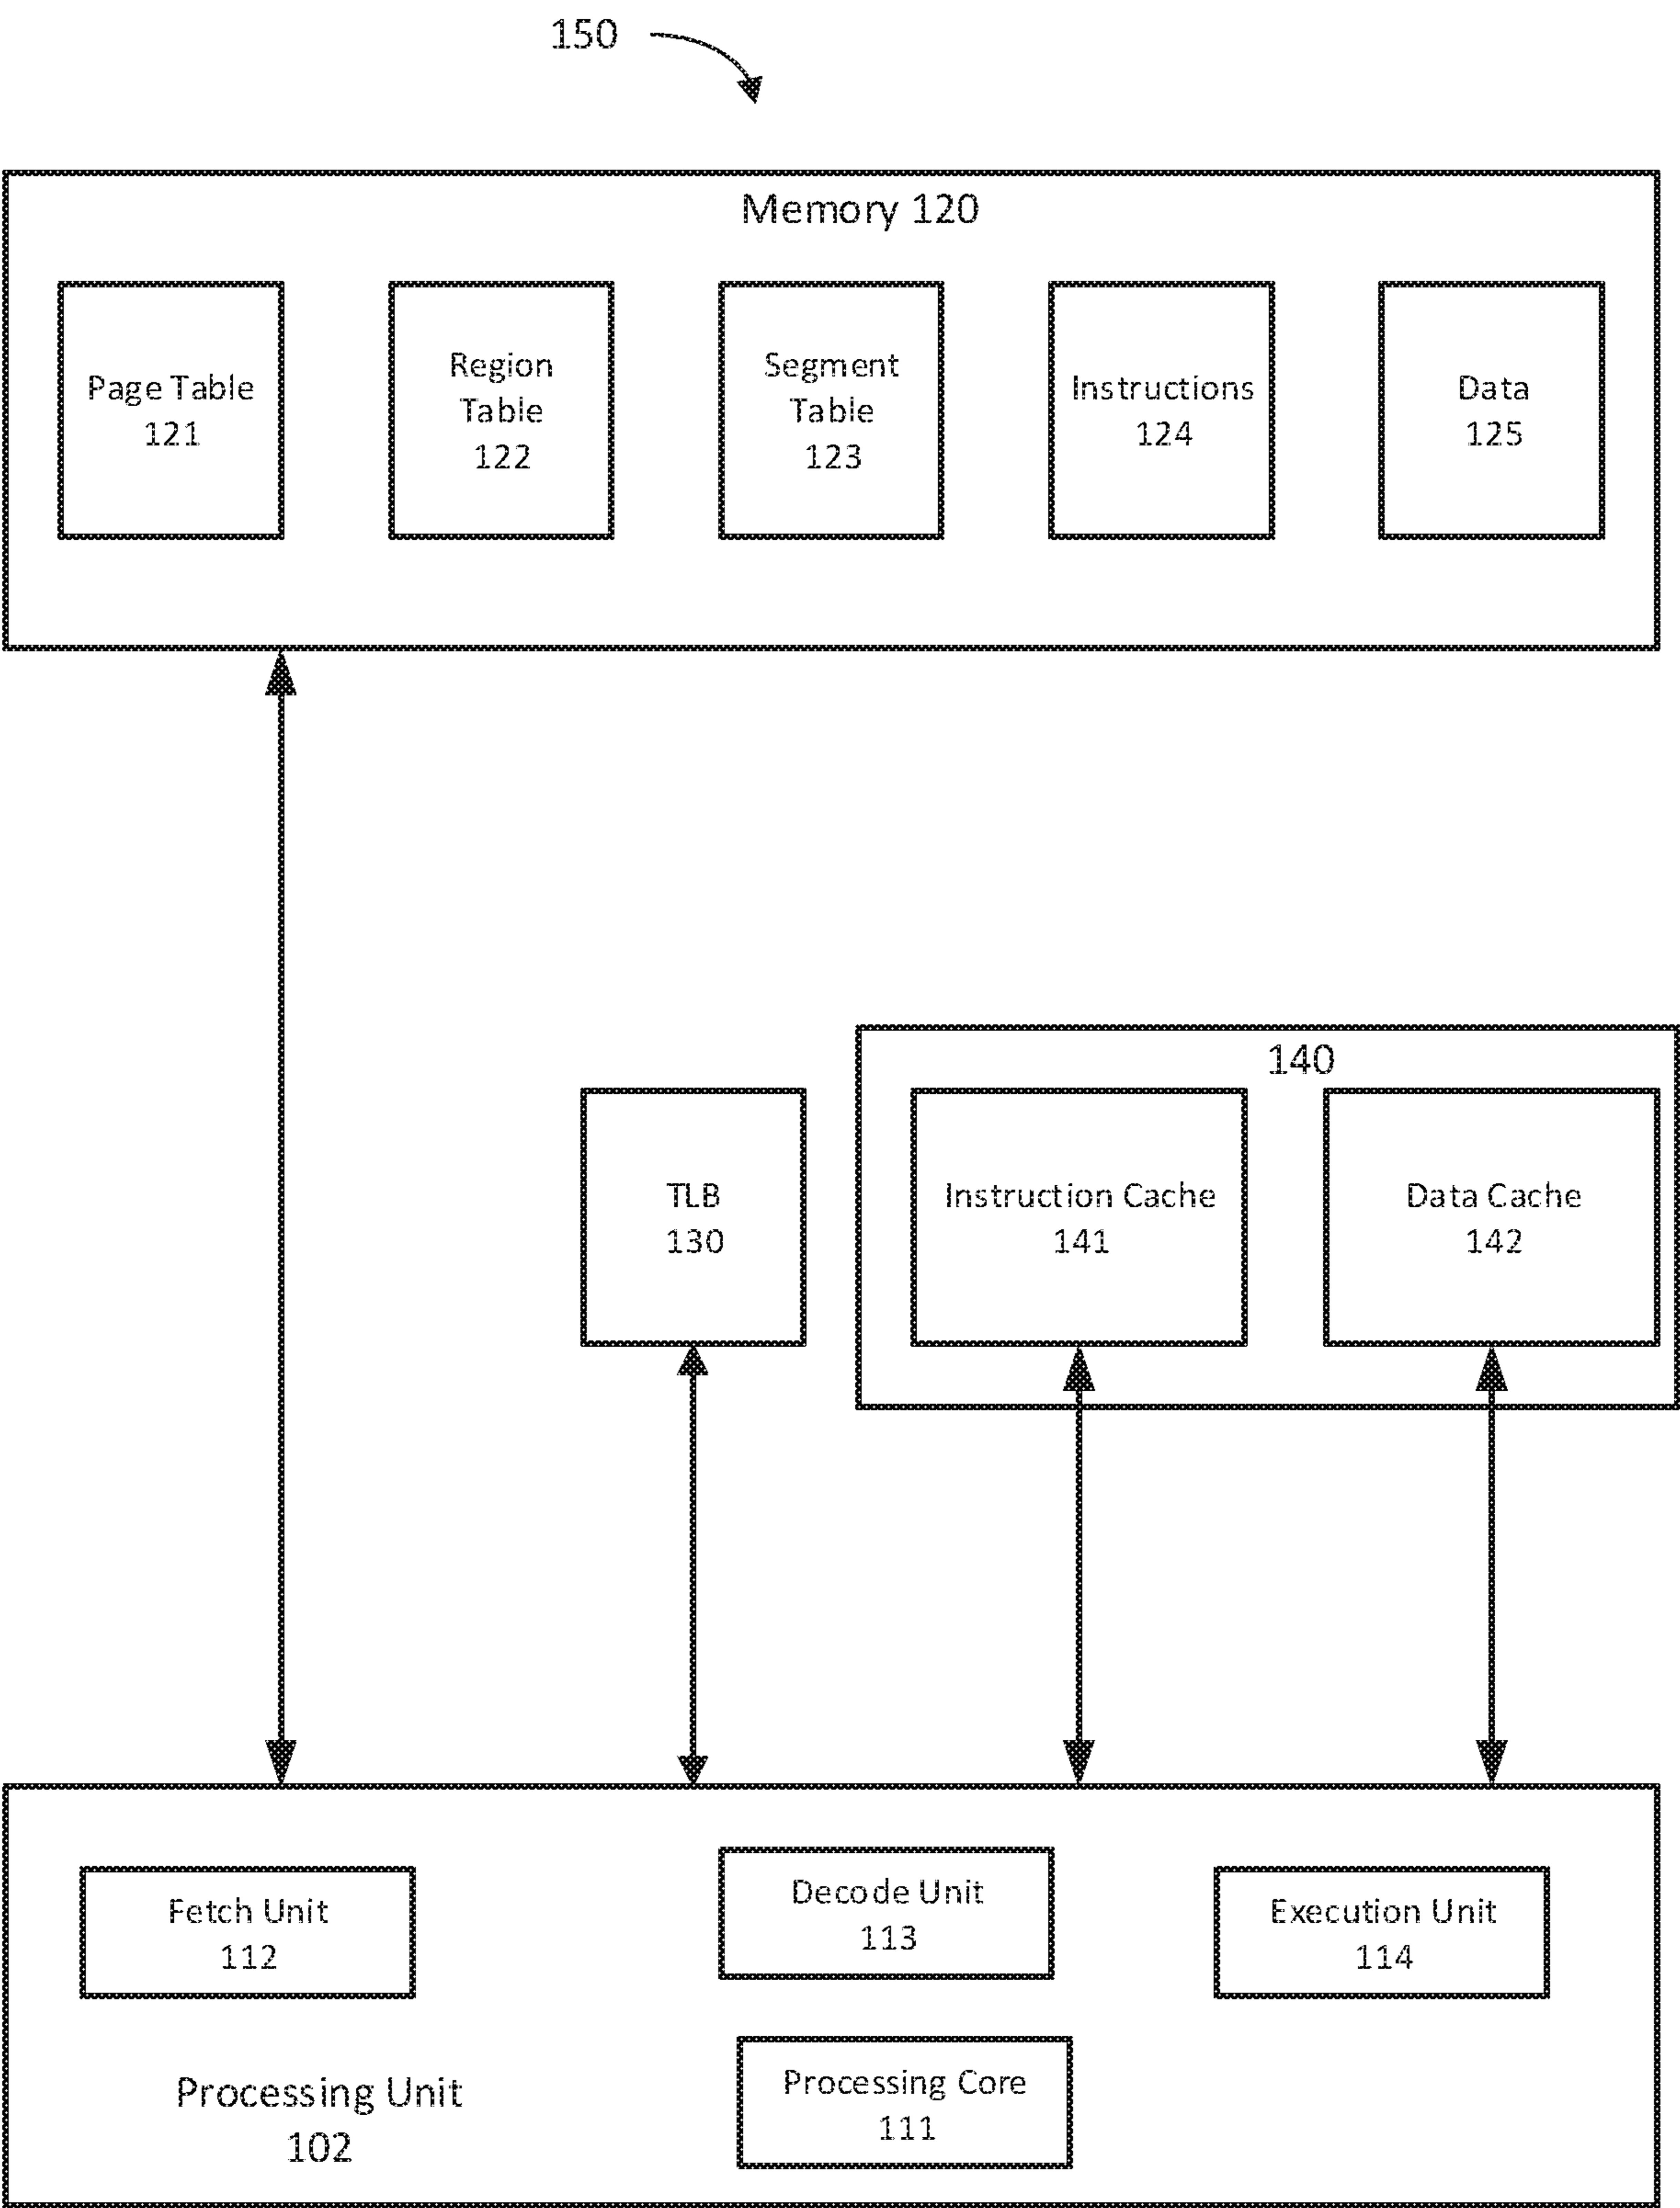 150
Memory 120
Page Table
121
Region
Table
122
Segment
Table
123
Instructions
124
Data
125
140
TLB
130
Instruction Cache
141
Data Cache
142
Fetch Unit
112
Decode Unit
113
Execution Unit
114
Processing Unit
102
Processing Core
111